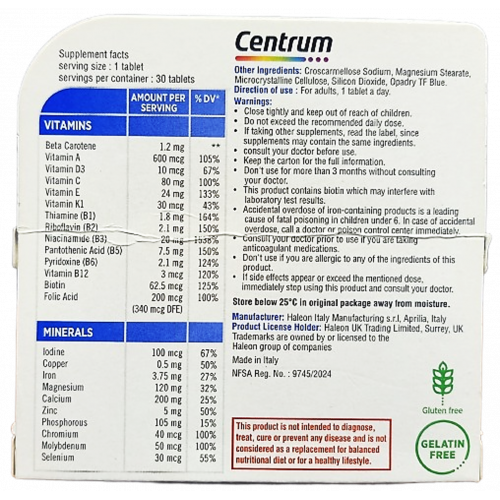 Supplement facts
serving size : 1 tablet
servings per container : 30 tablets
AMOUNT PER SERVING % DV*
VITAMINS
Beta Carotene 1.2 mg **
Vitamin A 600 mcg 105%
Vitamin D3 10 mcg 67%
Vitamin C 80 mg 100%
Vitamin E 24 mg 133%
Vitamin K1 30 mcg 43%
Thiamine (B1) 1.8 mg 164%
Riboflavin (B2) 2.1 mg 150%
Niacinamide (B3) 20 mg
Pantothenic Acid (B5) 7.5 mg 150%
Pyridoxine (B6) 2.1 mg 124%
Vitamin B12 3 mcg 120%
Biotin 62.5 mcg 125%
Folic Acid 200 mcg 100%
(340 mcg DFE)
MINERALS
Iodine 100 mcg 67%
Copper 0.5 mg 50%
Iron 3.75 mg 27%
Magnesium 120 mg 32%
Calcium 200 mg 25%
Zinc 5 mg 50%
Phosphorous 105 mg 15%
Chromium 40 mcg 100%
Molybdenum 50 mcg 100%
Selenium 30 mcg 55%
Centrum
Other Ingredients: Croscarmellose Sodium, Magnesium Stearate,
Microcrystalline Cellulose, Silicon Dioxide, Opadry TF Blue.
Direction of use : For adults, 1 tablet a day.
Warnings:
• Close tightly and keep out of reach of children.
• Do not exceed the recommended daily dose.
• If taking other supplements, read the label, since
supplements may contain the same ingredients.
• consult your doctor before use.
• Keep the carton for the full information.
• Don't use for more than 3 months without consulting
your doctor.
• This product contains biotin which may interfere with
laboratory test results.
• Accidental overdose of iron-containing products is a leading
cause of fatal poisoning in children under 6. In case of accidental
overdose, call a doctor or poison control center immediately.
• Consult your doctor prior to use if you are taking
anticoagulant medications.
• Don't use if you are allergic to any of the ingredients of this
product.
• If side effects appear or exceed the mentioned dose,
immediately stop using this product and consult your doctor.
Store below 25°C in original package away from moisture.
Manufacturer: Haleon Italy Manufacturing s.r.l, Aprilia, Italy
Product License Holder: Haleon UK Trading Limited, Surrey, UK
Trademarks are owned by or licensed to the
Haleon group of companies
Made in Italy
NFSA Reg. No. : 9745/2024
This product is not intended to diagnose,
treat, cure or prevent any disease and is not
considered as a replacement for balanced
nutritional diet or for a healthy lifestyle.
Gluten free
GELATIN
FREE